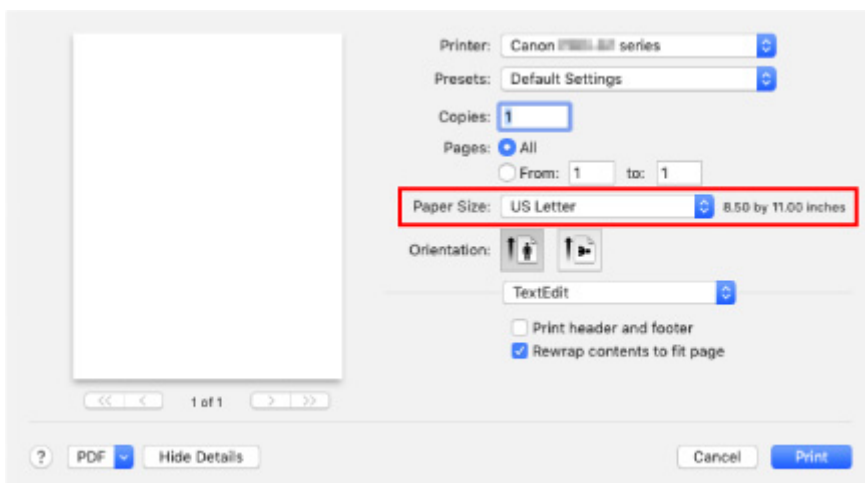 Printer: Canon series
Presets: Default Settings
Copies: 1
Pages: All
From: 1 to: 1
Paper Size: US Letter 8.50 by 11.00 inches
Orientation:
TextEdit
Print header and footer
Rewrap contents to fit page
<< < 1 of 1 > >>
? PDF Hide Details Cancel Print